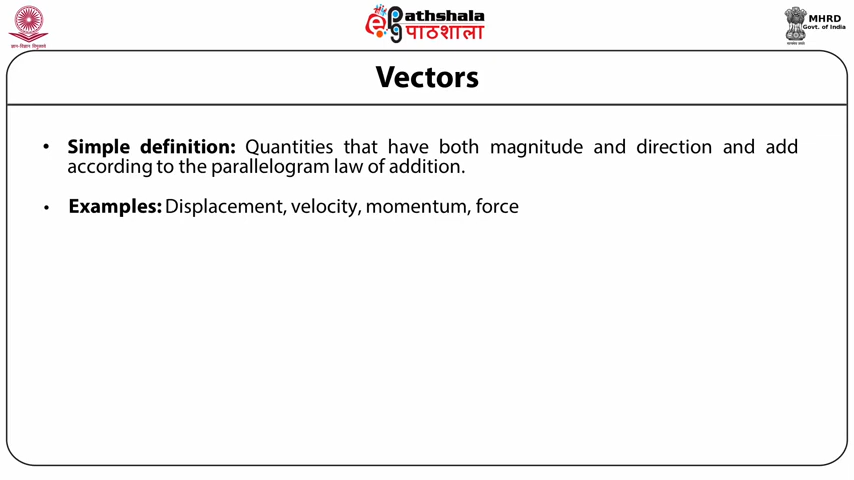 ePathshala
पाठशाला
MHRD
Govt. of India
Vectors
• Simple definition: Quantities that have both magnitude and direction and add
according to the parallelogram law of addition.
• Examples: Displacement, velocity, momentum, force